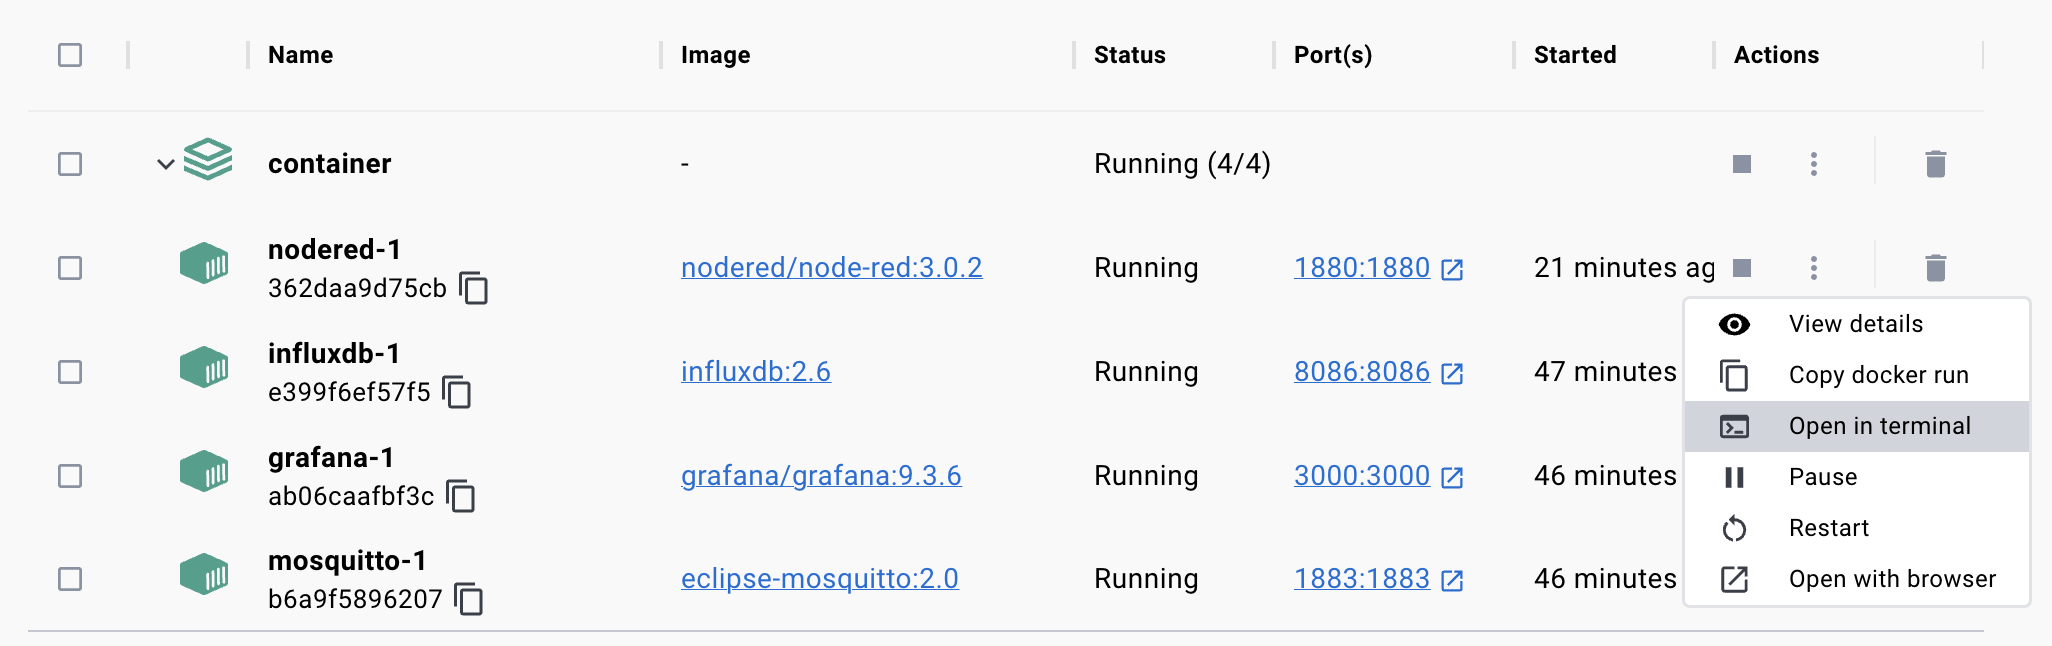 Name Image Status Port(s) Started Actions
container - Running (4/4)
nodered-1
362daa9d75cb nodered/node-red:3.0.2 Running 1880:1880 21 minutes ag
influxdb-1
e399f6ef57f5 influxdb:2.6 Running 8086:8086 47 minutes
grafana-1
ab06caafbf3c grafana/grafana:9.3.6 Running 3000:3000 46 minutes
mosquitto-1
b6a9f5896207 eclipse-mosquitto:2.0 Running 1883:1883 46 minutes
View details
Copy docker run
Open in terminal
Pause
Restart
Open with browser